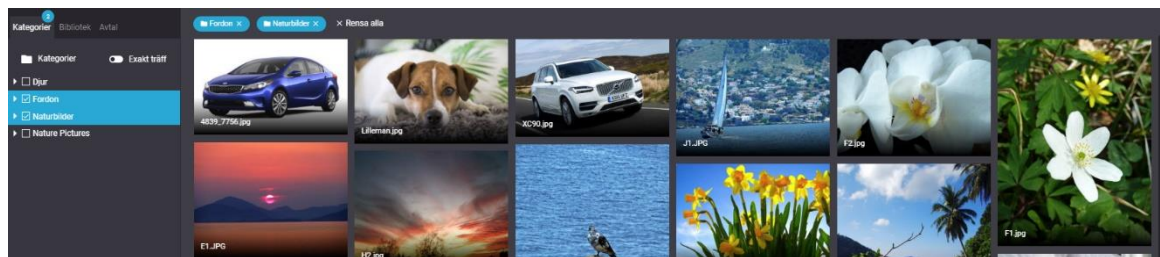 2
Kategorier Bibliotek Avtal
Kategorier Exakt träff
Djur
Fordon
Naturbilder
Nature Pictures
Fordon × Naturbilder × × Rensa alla
4839_7756.jpg
Lilleman.jpg
XC90.jpg
J1.JPG
F2.jpg
F1.jpg
E1.JPG
H2.jpg